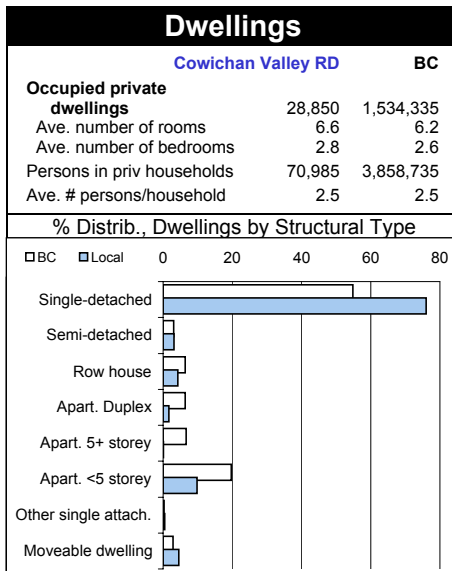 Dwellings
Cowichan Valley RD BC
Occupied private
dwellings 28,850 1,534,335
Ave. number of rooms 6.6 6.2
Ave. number of bedrooms 2.8 2.6
Persons in priv households 70,985 3,858,735
Ave. # persons/household 2.5 2.5
% Distrib., Dwellings by Structural Type
BC Local 0 20 40 60 80
Single-detached
Semi-detached
Row house
Apart. Duplex
Apart. 5+ storey
Apart. <5 storey
Other single attach.
Moveable dwelling